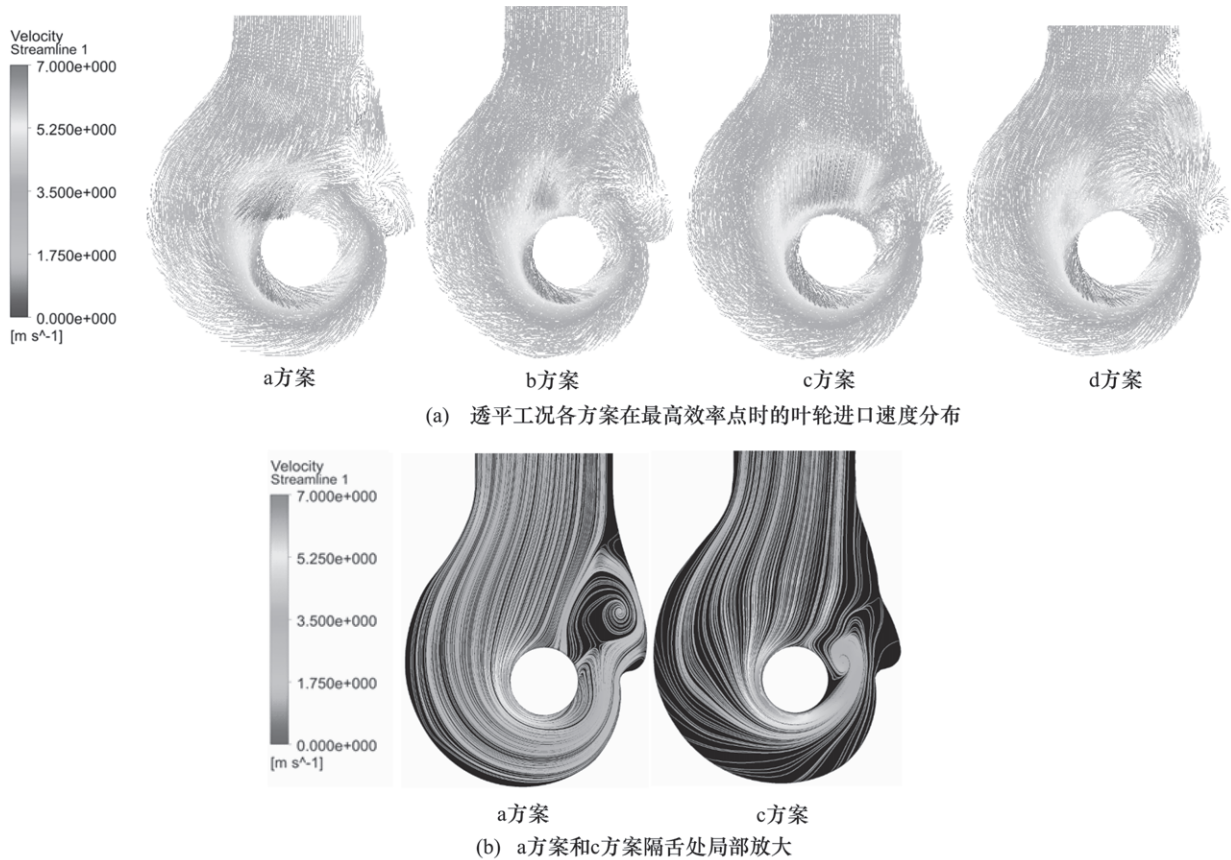 Velocity
Streamline 1
7.000e+000
5.250e+000
3.500e+000
1.750e+000
0.000e+000
[m s^-1]
a方案
b方案
c方案
d方案
(a) 透平工况各方案在最高效率点时的叶轮进口速度分布
Velocity
Streamline 1
7.000e+000
5.250e+000
3.500e+000
1.750e+000
0.000e+000
[m s^-1]
a方案
c方案
(b) a方案和c方案隔舌处局部放大